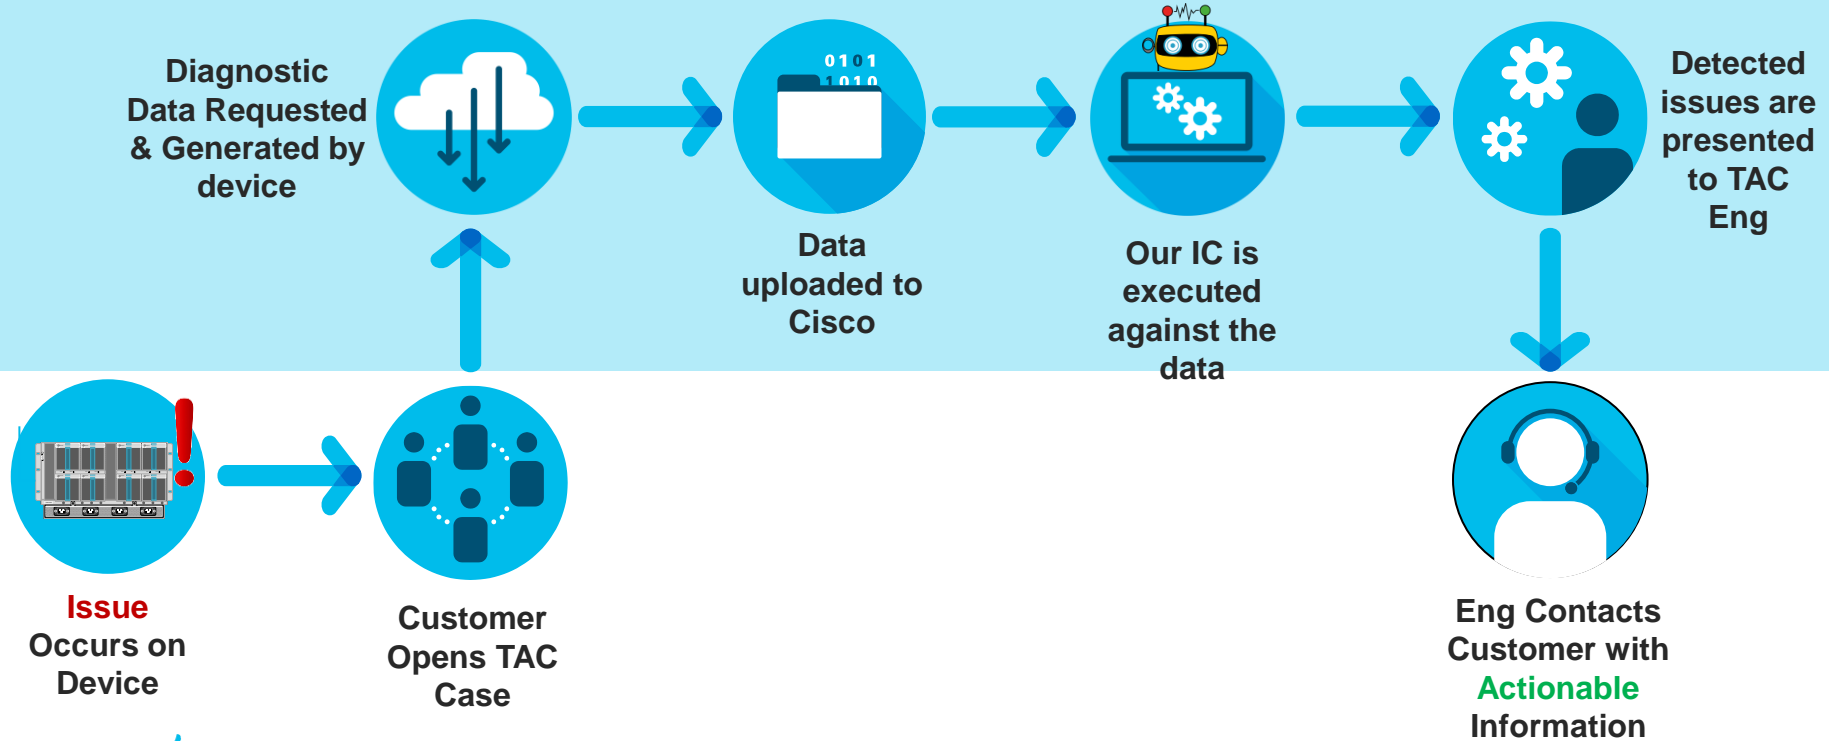 Diagnostic
Data Requested
& Generated by
device
0101
1010
Data
uploaded to
Cisco
Our IC is
executed
against the
data
Detected
issues are
presented
to TAC
Eng
Issue
Occurs on
Device
Customer
Opens TAC
Case
Eng Contacts
Customer with
Actionable
Information